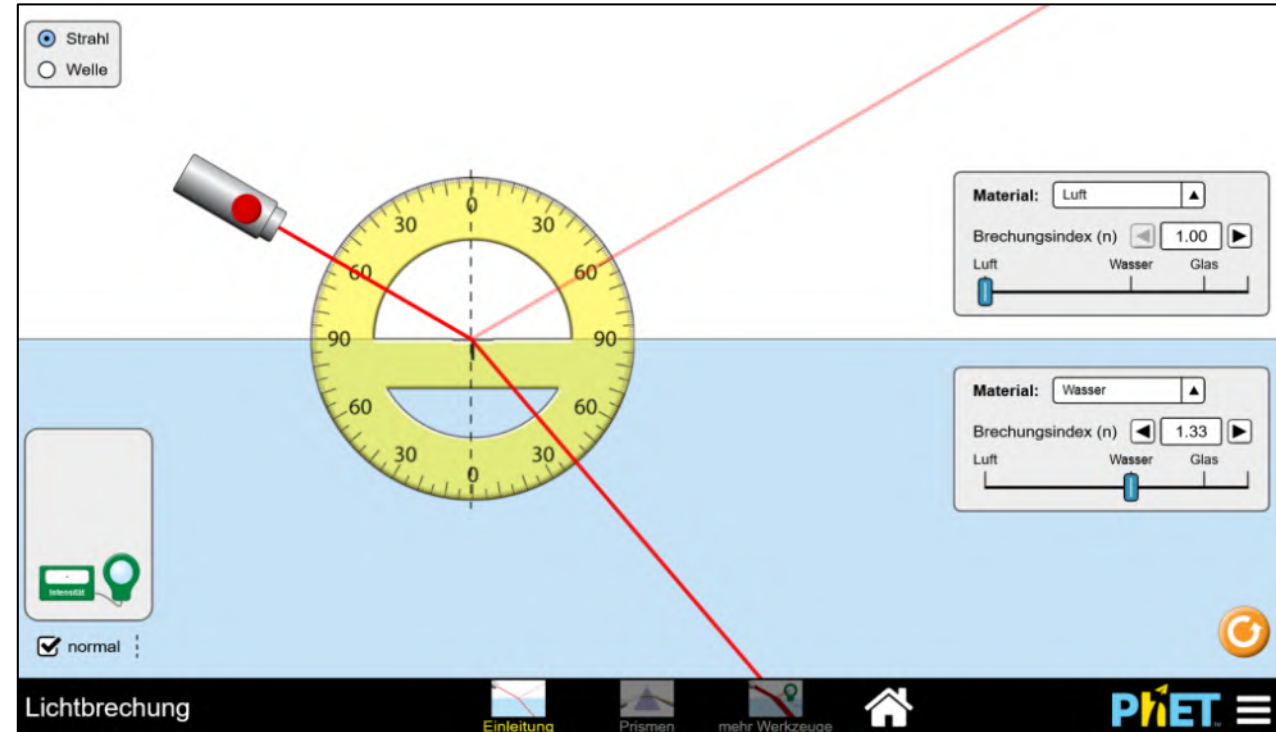 Strahl
Welle
0
30 30
60 60
90 90
60 60
30 30
0
Material: Luft
Brechungsindex (n) 1.00
Luft Wasser Glas
Material: Wasser
Brechungsindex (n) 1.33
Luft Wasser Glas
-
Intensität
normal
Lichtbrechung
Einleitung
Prismen
mehr Werkzeuge
PhET